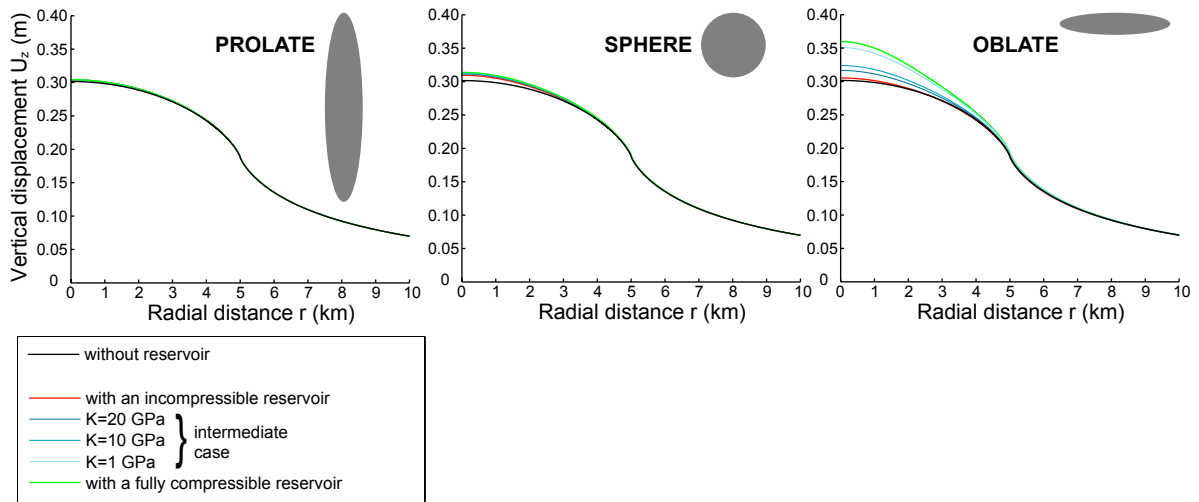 Vertical displacement Uz (m)
0.40
0.35
0.30
0.25
0.20
0.15
0.10
0.05
0
PROLATE
0 1 2 3 4 5 6 7 8 9 10
Radial distance r (km)
0.40
0.35
0.30
0.25
0.20
0.15
0.10
0.05
0
SPHERE
0 1 2 3 4 5 6 7 8 9 10
Radial distance r (km)
0.40
0.35
0.30
0.25
0.20
0.15
0.10
0.05
0
OBLATE
0 1 2 3 4 5 6 7 8 9 10
Radial distance r (km)
without reservoir
with an incompressible reservoir
K=20 GPa
K=10 GPa
K=1 GPa
} intermediate
case
with a fully compressible reservoir